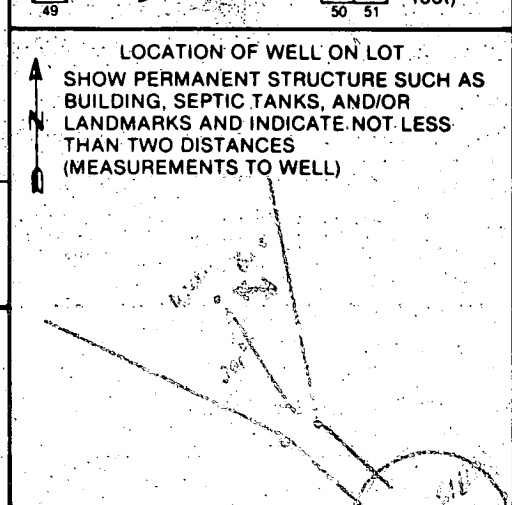 49
50 51
LOCATION OF WELL ON LOT
SHOW PERMANENT STRUCTURE SUCH AS
BUILDING, SEPTIC TANKS, AND/OR
N LANDMARKS AND INDICATE NOT LESS
THAN TWO DISTANCES
(MEASUREMENTS TO WELL)